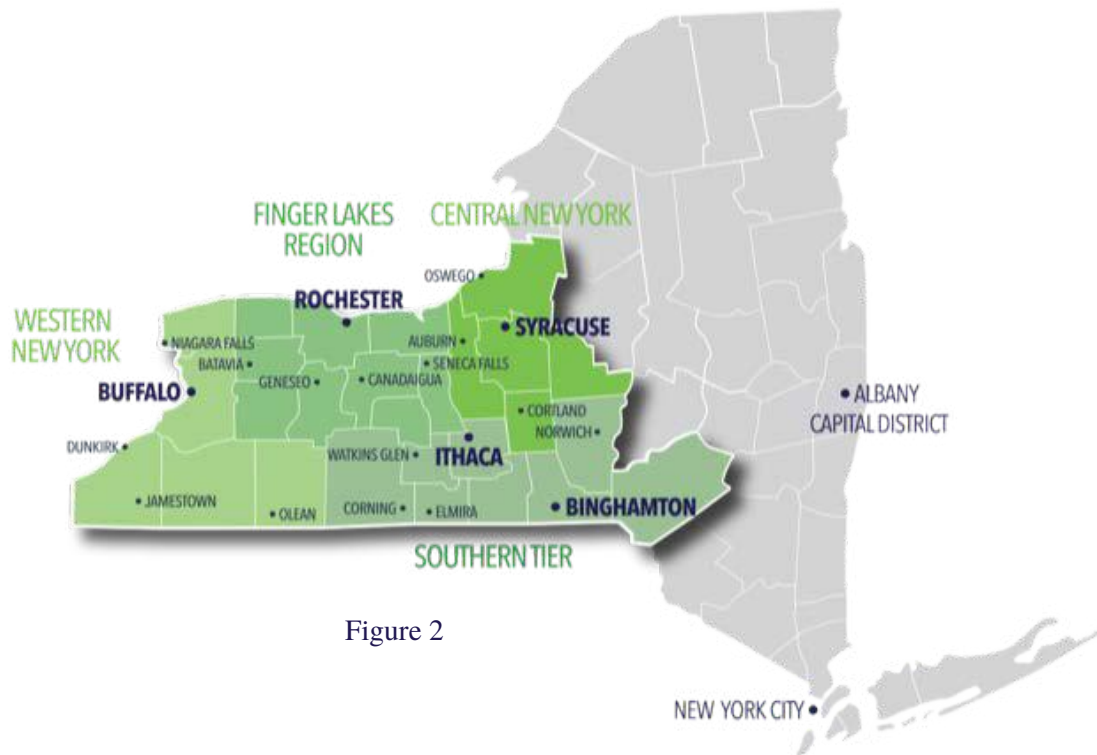 FINGER LAKES
REGION
CENTRAL NEW YORK
OSWEGO
ROCHESTER
SYRACUSE
WESTERN
NEW YORK
NIAGARA FALLS
AUBURN
BATAVIA
SENECA FALLS
BUFFALO
GENESEO
CANADAIGUA
ALBANY
CAPITAL DISTRICT
CORTLAND
NORWICH
DUNKIRK
WATKINS GLEN
ITHACA
JAMESTOWN
OLEAN
CORNING
ELMIRA
BINGHAMTON
SOUTHERN TIER
Figure 2
NEW YORK CITY